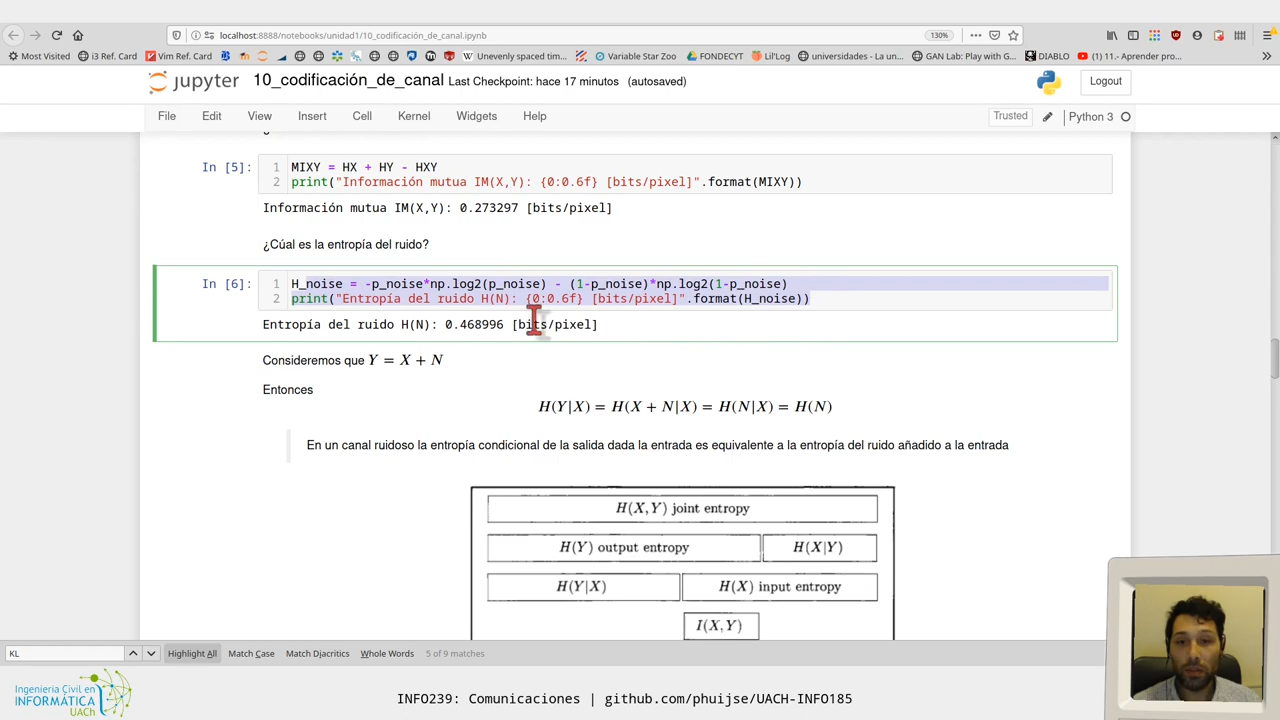 localhost:8888/notebooks/unidad1/10_codificación_de_canal.ipynb
130%
Most Visited i3 Ref. Card Vim Ref. Card Unevenly spaced tim... Variable Star Zoo FONDECYT Lil'Log universidades - La un... GAN Lab: Play with G... DIABLO (1) 11.- Aprender pro...
jupyter 10_codificación_de_canal Last Checkpoint: hace 17 minutos (autosaved) Logout
File Edit View Insert Cell Kernel Widgets Help Trusted Python 3
In [5]: 1 MIXY = HX + HY - HXY
2 print("Información mutua IM(X,Y): {0:0.6f} [bits/pixel]".format(MIXY))
Información mutua IM(X,Y): 0.273297 [bits/pixel]
¿Cúal es la entropía del ruido?
In [6]: 1 H_noise = -p_noise*np.log2(p_noise) - (1-p_noise)*np.log2(1-p_noise)
2 print("Entropía del ruido H(N): {0:0.6f} [bits/pixel]".format(H_noise))
Entropía del ruido H(N): 0.468996 [bits/pixel]
Consideremos que Y = X + N
Entonces
H(Y|X) = H(X + N|X) = H(N|X) = H(N)
En un canal ruidoso la entropía condicional de la salida dada la entrada es equivalente a la entropía del ruido añadido a la entrada
H(X,Y) joint entropy
H(Y) output entropy H(X|Y)
H(Y|X) H(X) input entropy
I(X,Y)
KL Highlight All Match Case Match Diacritics Whole Words 5 of 9 matches
Ingeniería Civil en
INFORMÁTICA
UACh
INFO239: Comunicaciones | github.com/phuijse/UACH-INFO185